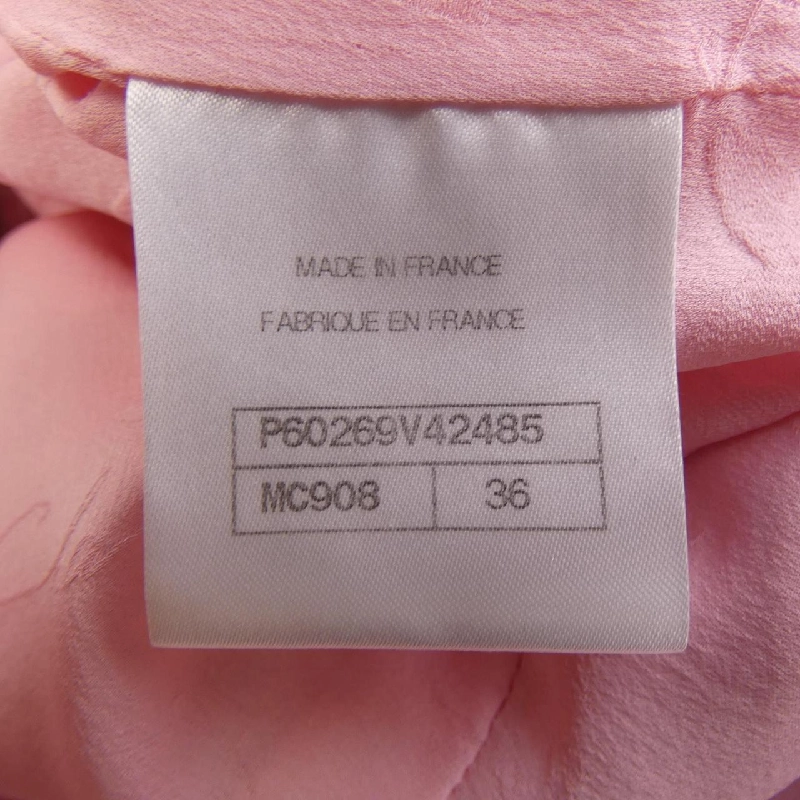 MADE IN FRANCE
FABRIQUE EN FRANCE
P60269V42485
MC908 36